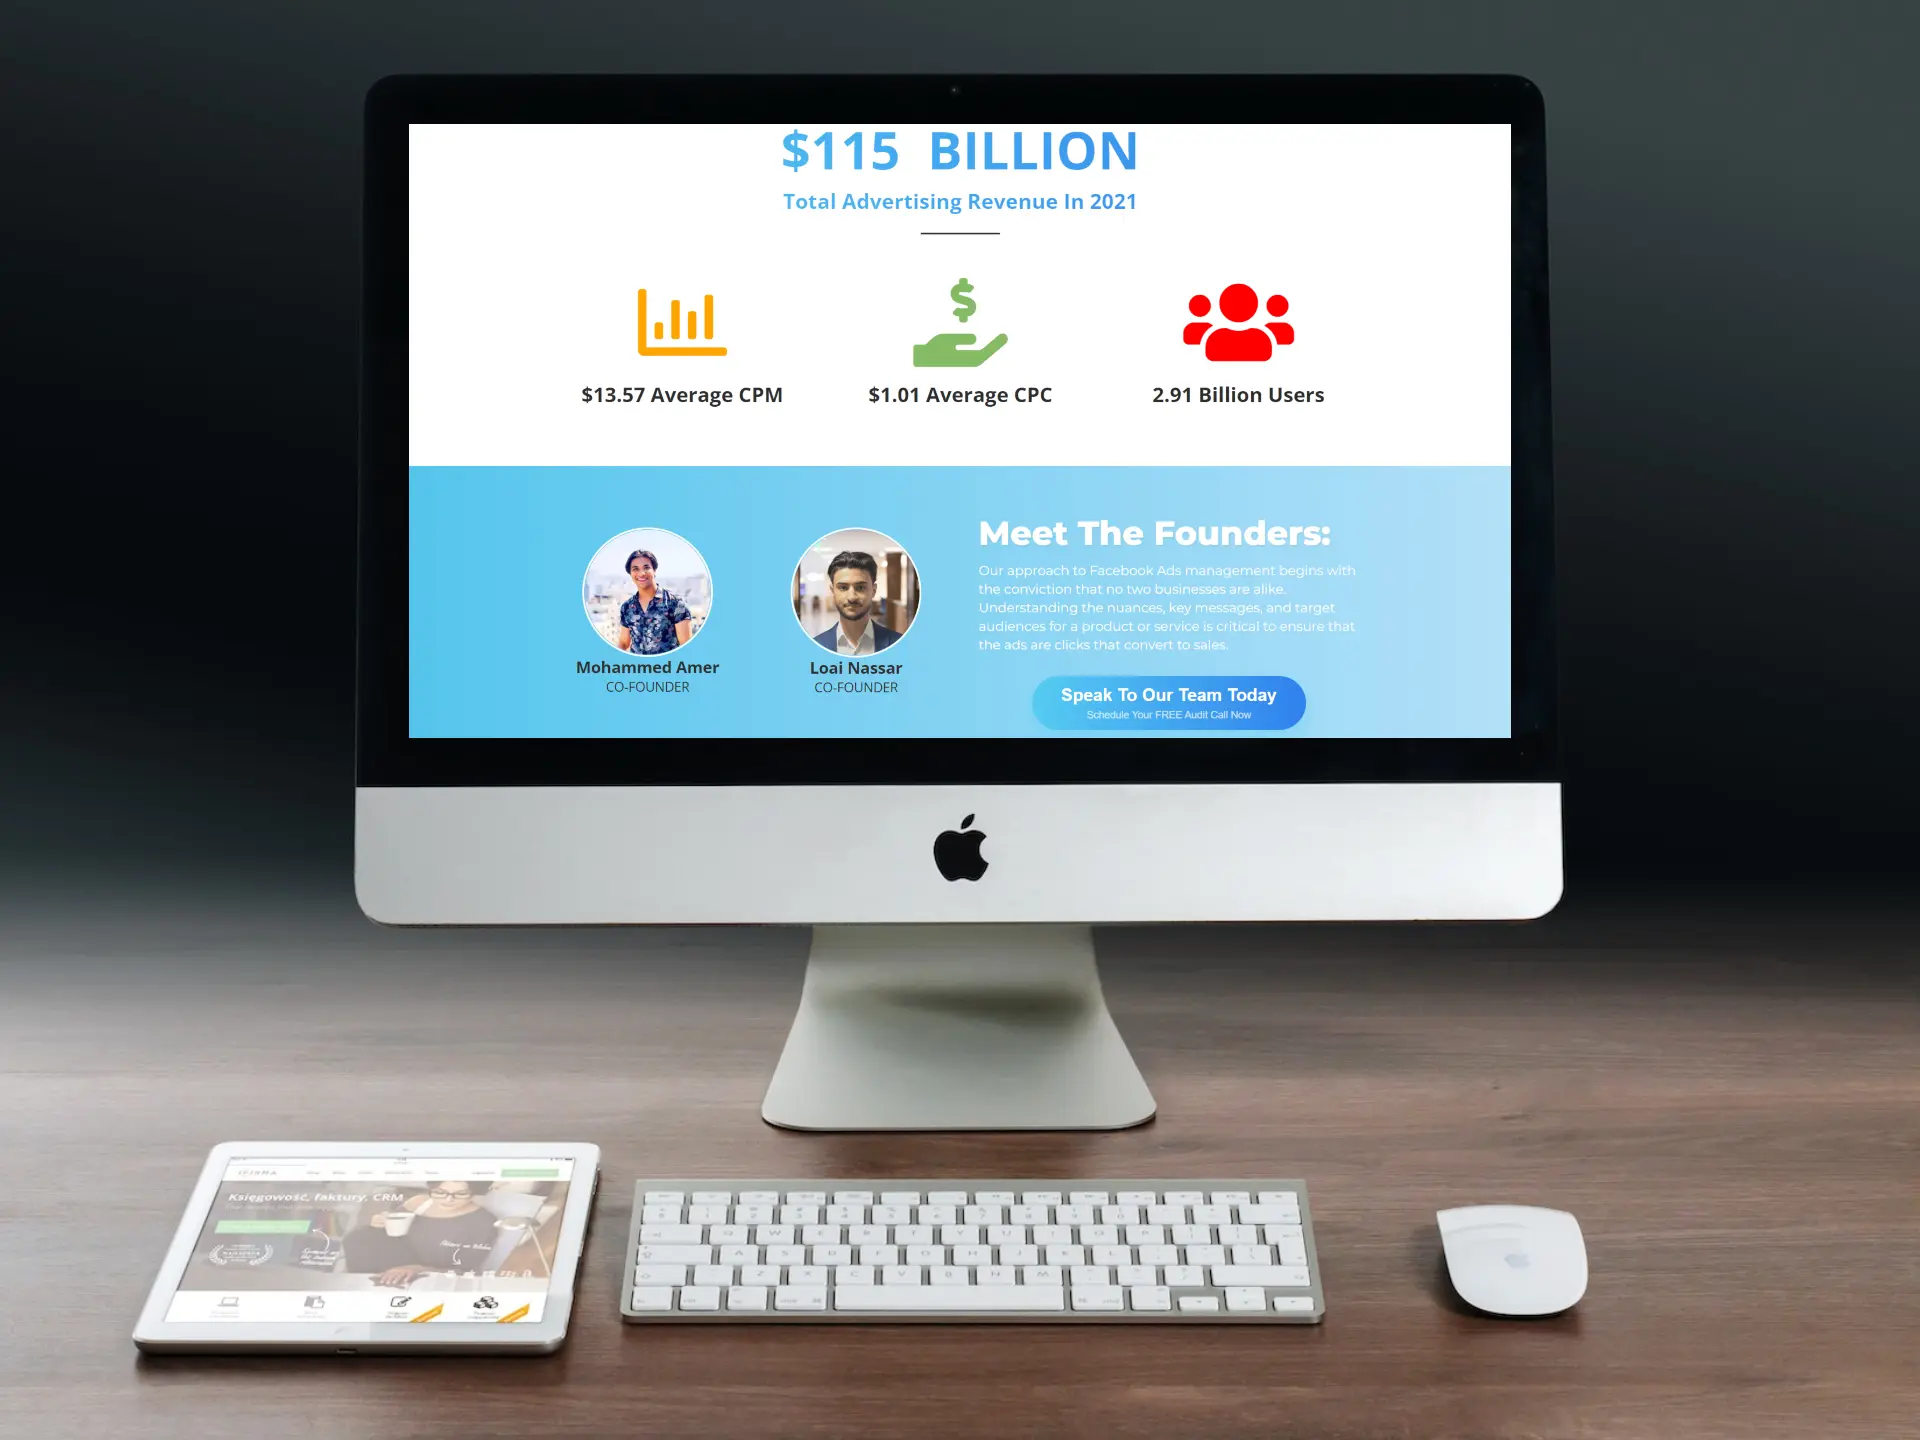 $115 BILLION
Total Advertising Revenue In 2021
$13.57 Average CPM
$1.01 Average CPC
2.91 Billion Users
Meet The Founders:
Our approach to Facebook Ads management begins with
the conviction that no two businesses are alike.
Understanding the nuances, key messages, and target
audiences for a product or service is critical to ensure that
the ads are clicks that convert to sales.
Mohammed Amer
CO-FOUNDER
Loai Nassar
CO-FOUNDER
Speak To Our Team Today
Schedule Your FREE Audit Call Now
Księgowość, faktury, CRM
Q W E R T Y U I O P
A S D F G H J K L
Z X C V B N M